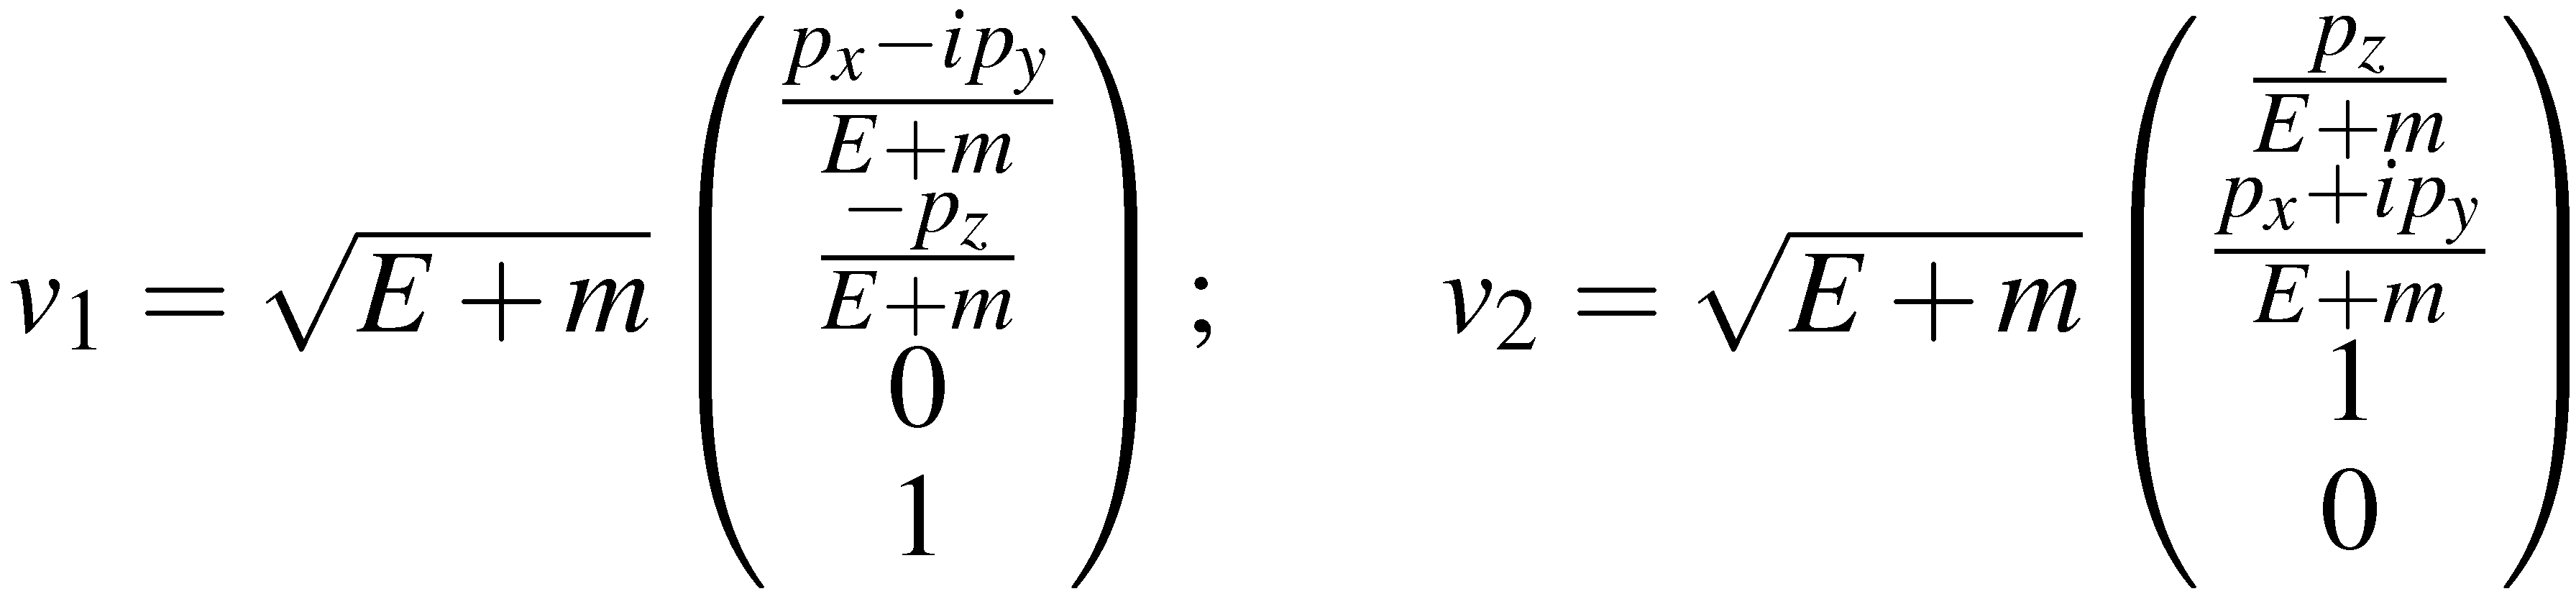 v_1 = \sqrt{E+m} \begin{pmatrix} \frac{p_x - ip_y}{E+m} \\ \frac{-p_z}{E+m} \\ 0 \\ 1 \end{pmatrix} ; v_2 = \sqrt{E+m} \begin{pmatrix} \frac{p_z}{E+m} \\ \frac{p_x + ip_y}{E+m} \\ 1 \\ 0 \end{pmatrix}